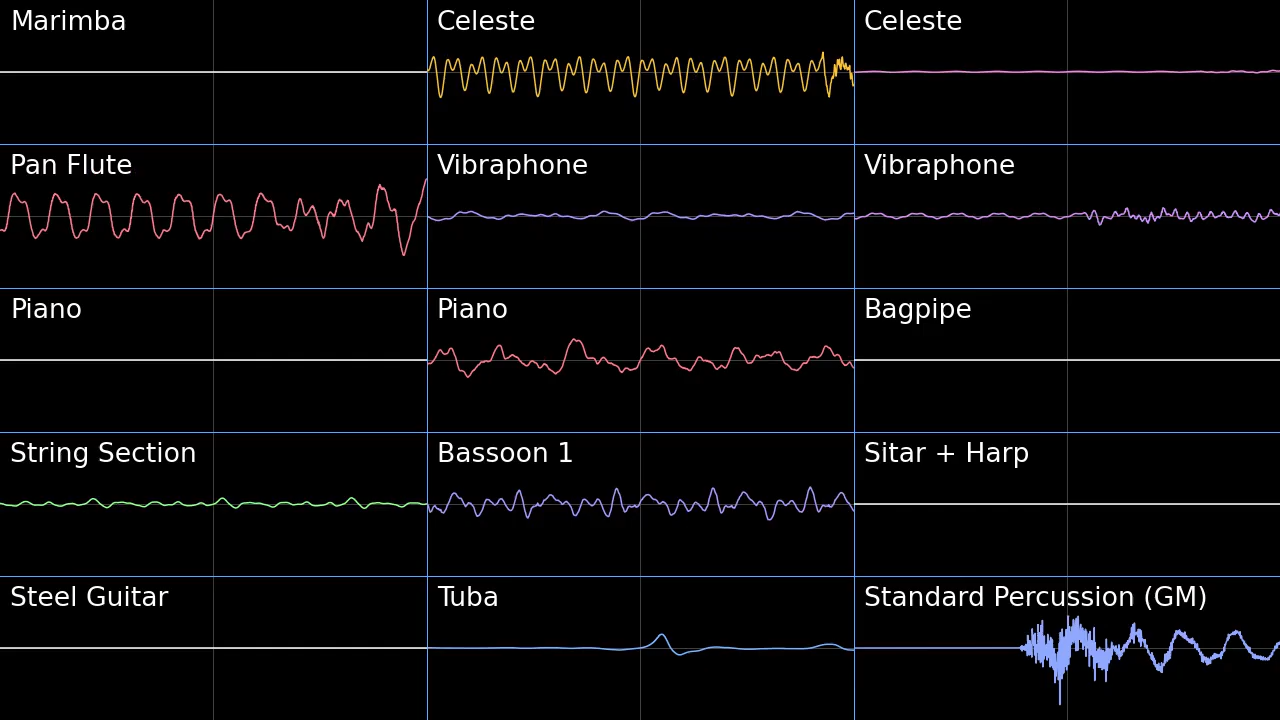 Marimba
Celeste
Celeste
Pan Flute
Vibraphone
Vibraphone
Piano
Piano
Bagpipe
String Section
Bassoon 1
Sitar + Harp
Steel Guitar
Tuba
Standard Percussion (GM)